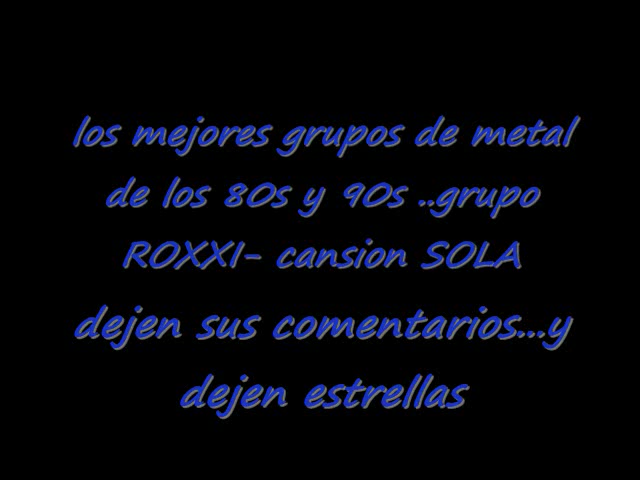 los mejores grupos de metal
de los 80s y 90s ..grupo
ROXXI- cansion SOLA
dejen sus comentarios...y
dejen estrellas